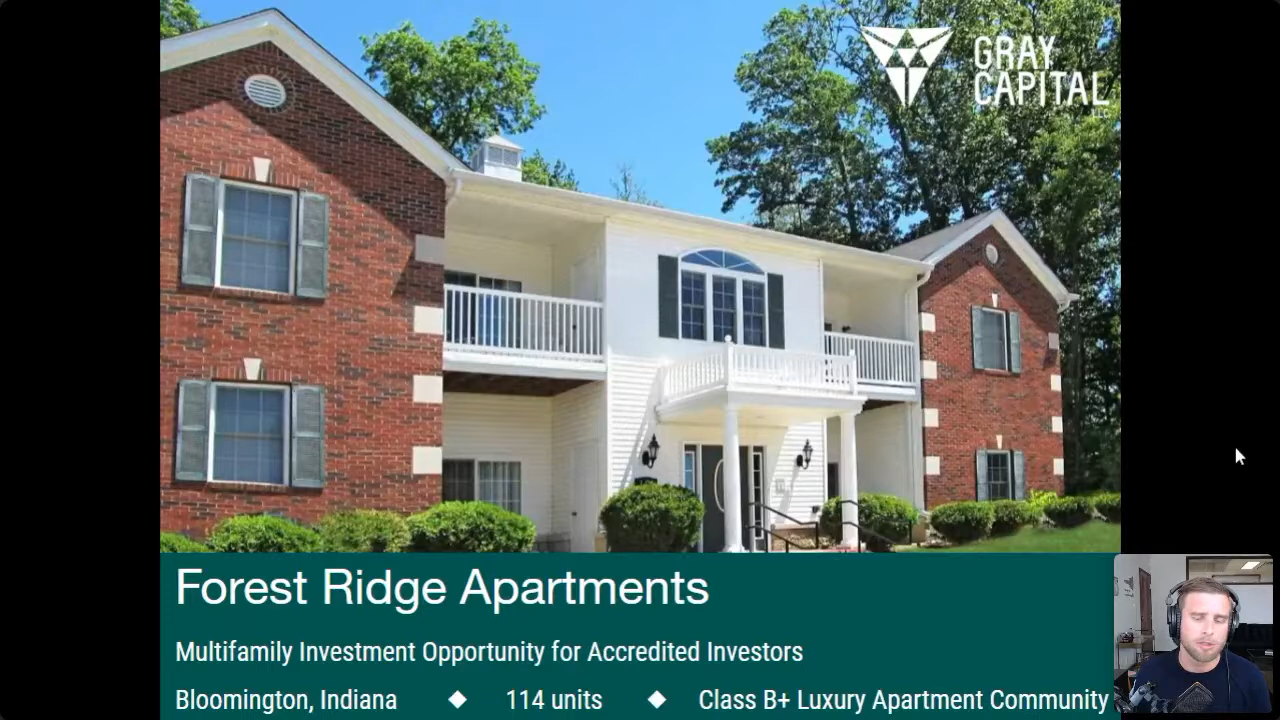 GRAY
CAPITAL
LLC
Forest Ridge Apartments
Multifamily Investment Opportunity for Accredited Investors
Bloomington, Indiana ◆ 114 units ◆ Class B+ Luxury Apartment Community